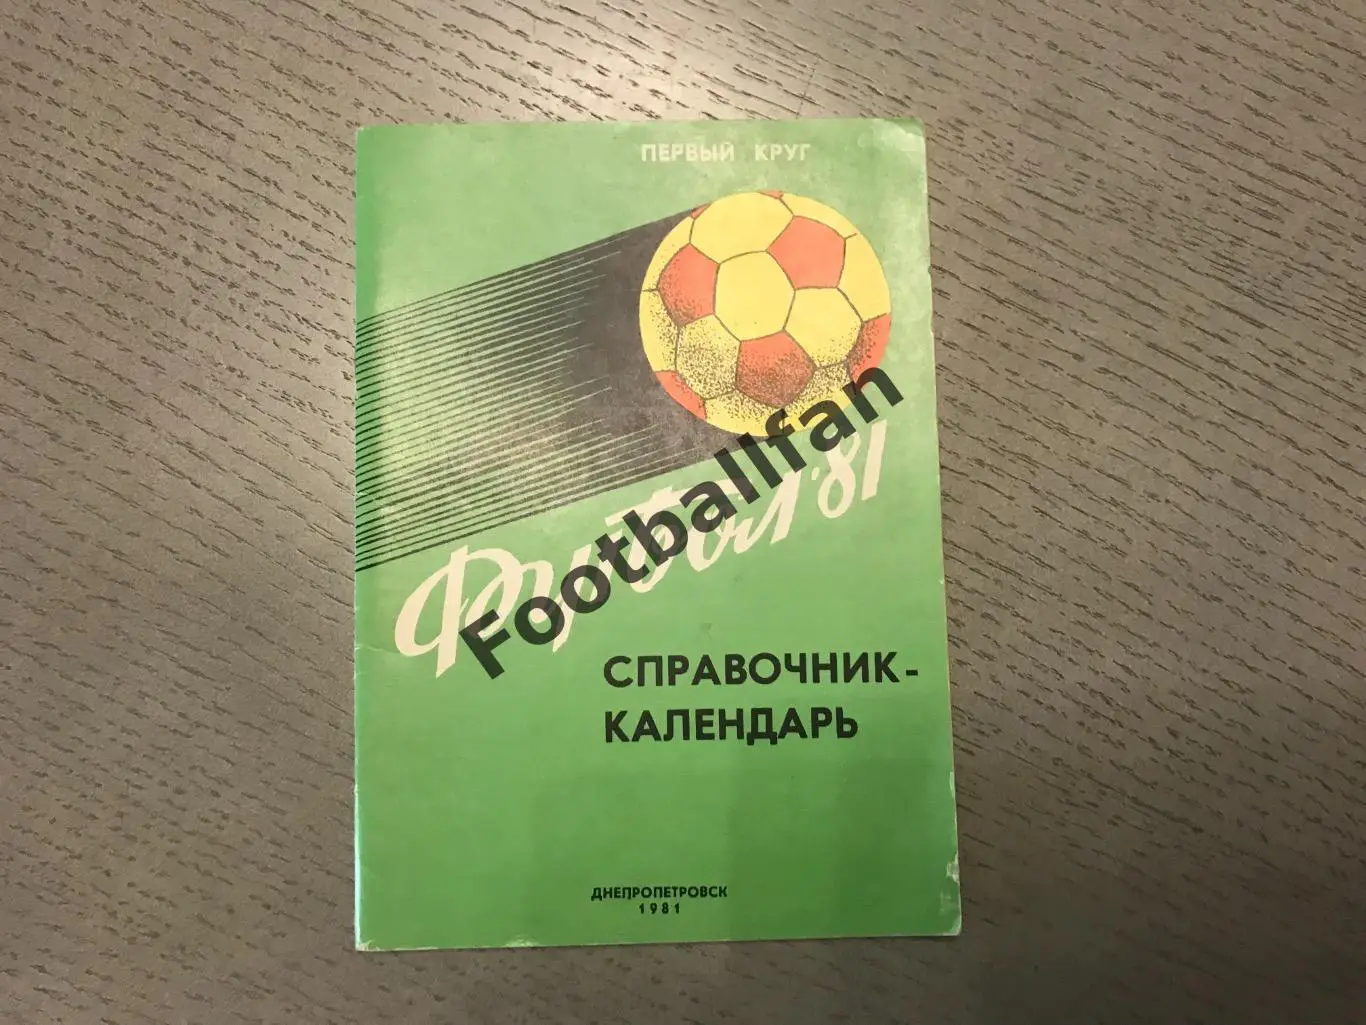 ПЕРВЫЙ КРУГ
Футбол '81
Footballfan
СПРАВОЧНИК-
КАЛЕНДАРЬ
ДНЕПРОПЕТРОВСК
1981